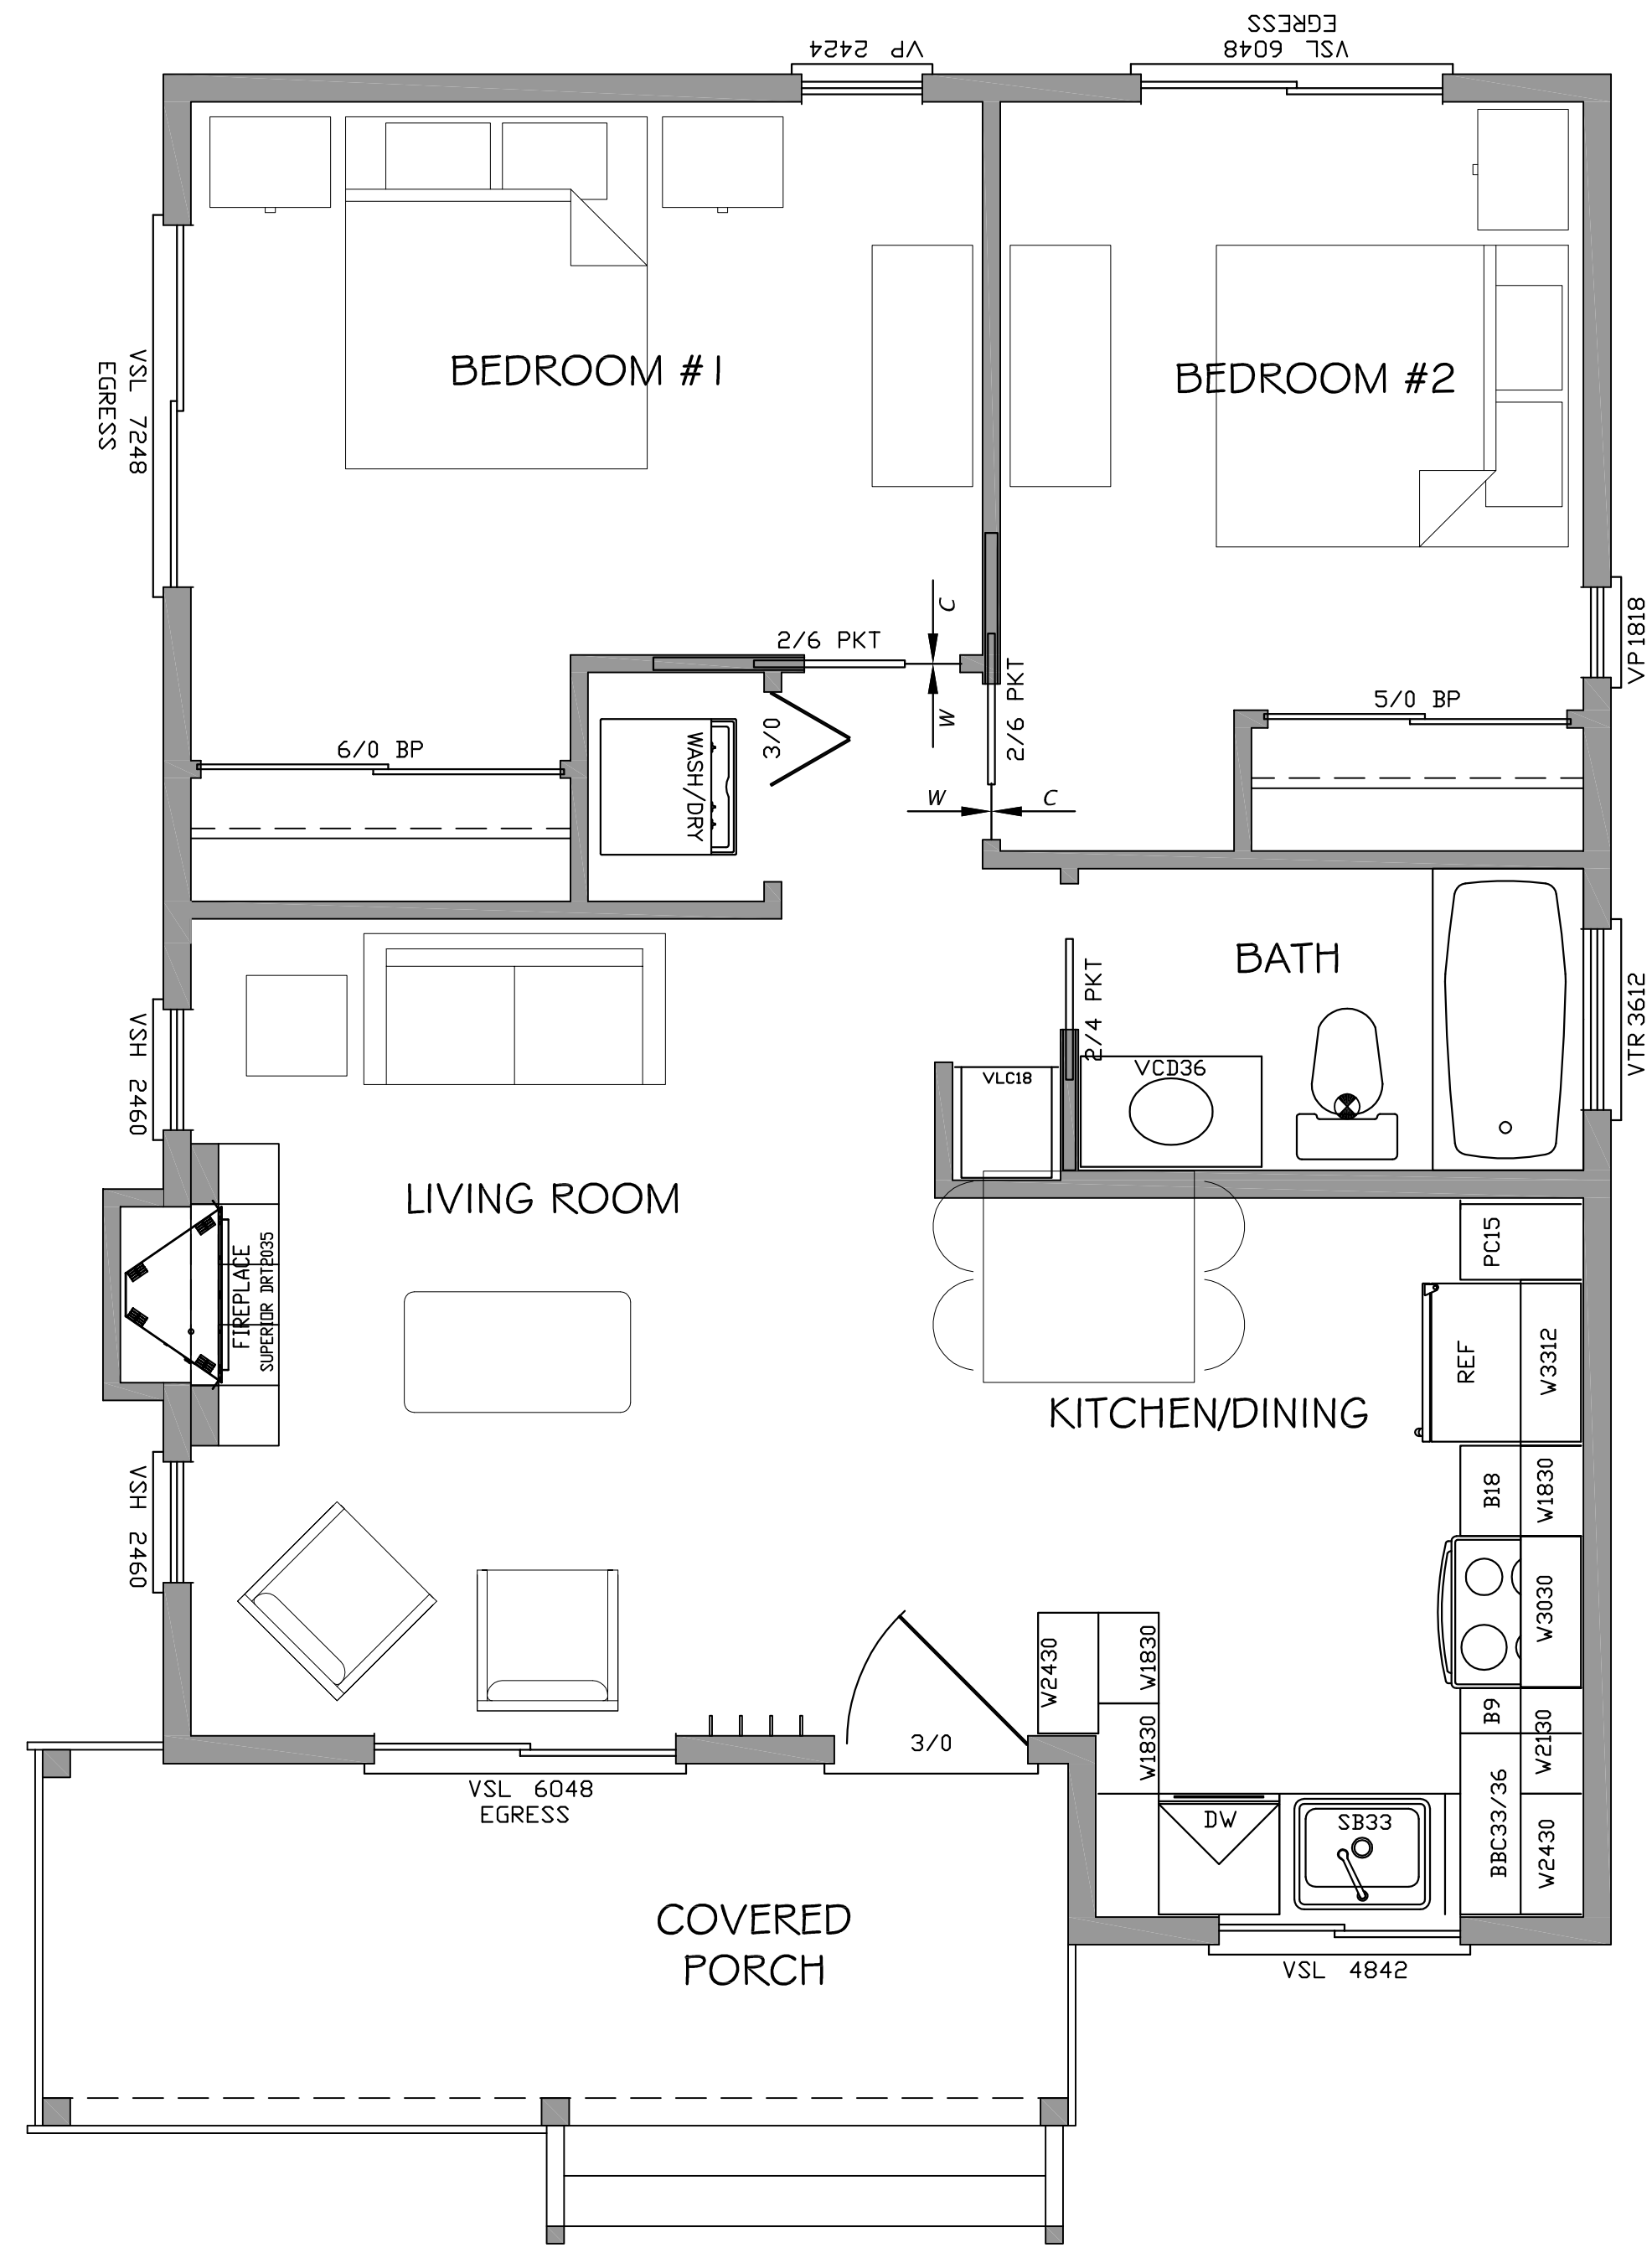 VP 2424
VSL 6048
EGRESS
VSL 7248
EGRESS
BEDROOM #1
BEDROOM #2
2/6 PKT
C
W
2/6 PKT
W
C
VP1818
5/0 BP
6/0 BP
WASH/DRY
3/0
BATH
2/4 PKT
VLC18
VCD36
VTR 3612
VSH 2460
LIVING ROOM
FIREPLACE
SUPERIOR DRT2035
PC15
REF
W3312
KITCHEN/DINING
VSH 2460
B18
W1830
W3030
W2430
W1830
W1830
B9
W2130
3/0
VSL 6048
EGRESS
DW
SB33
BBC33/36
W2430
COVERED
PORCH
VSL 4842